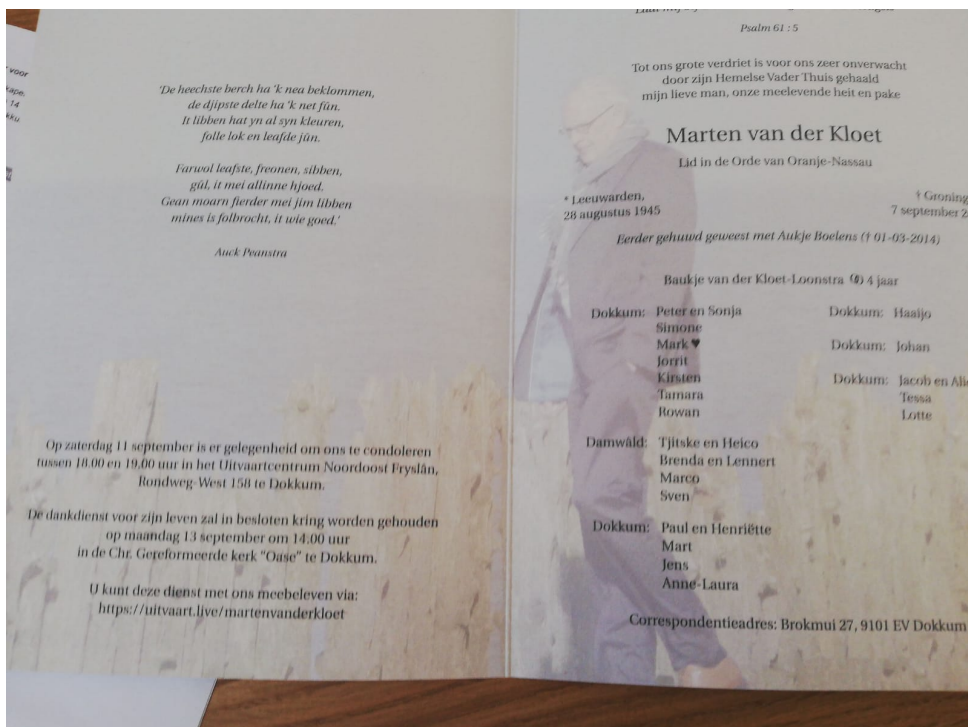 voor
kape,
14
kku
'De heechste berch ha 'k nea beklommen,
de djipste delte ha 'k net fûn.
It libben hat yn al syn kleuren,
folle lok en leafde jûn.
Farwol leafste, freonen, sibben,
gûl, it mei allinne hjoed.
Gean moarn fierder mei jim libben
mines is folbrocht, it wie goed.'
Auck Peanstra
Op zaterdag 11 september is er gelegenheid om ons te condoleren
tussen 18.00 en 19.00 uur in het Uitvaartcentrum Noordoost Fryslân,
Rondweg-West 158 te Dokkum.
De dankdienst voor zijn leven zal in besloten kring worden gehouden
op maandag 13 september om 14.00 uur
in de Chr. Gereformeerde kerk "Oase" te Dokkum.
U kunt deze dienst met ons meebeleven via:
https://uitvaart.live/martenvanderkloet
Psalm 61 : 5
Tot ons grote verdriet is voor ons zeer onverwacht
door zijn Hemelse Vader Thuis gehaald
mijn lieve man, onze meelevende heit en pake
Marten van der Kloet
Lid in de Orde van Oranje-Nassau
* Leeuwarden,
28 augustus 1945
† Groning
7 september 2
Eerder gehuwd geweest met Aukje Boelens († 01-03-2014)
Baukje van der Kloet-Loonstra ⚭ 4 jaar
Dokkum: Peter en Sonja
Simone
Mark ♥
Jorrit
Kirsten
Tamara
Rowan
Damwâld: Tjitske en Heico
Brenda en Lennert
Marco
Sven
Dokkum: Paul en Henriëtte
Mart
Jens
Anne-Laura
Dokkum: Haaijo
Dokkum: Johan
Dokkum: Jacob en Alie
Tessa
Lotte
Correspondentieadres: Brokmui 27, 9101 EV Dokkum